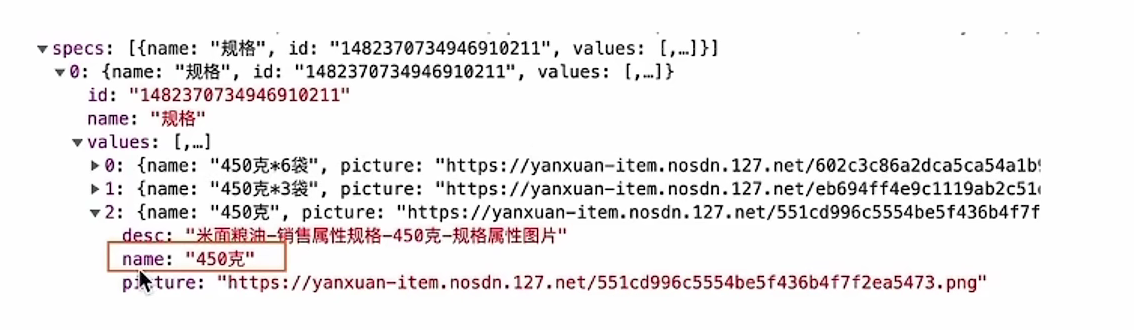 specs: [{name: "规格", id: "1482370734946910211", values: [,…]}]
0: {name: "规格", id: "1482370734946910211", values: [,…]}
id: "1482370734946910211"
name: "规格"
values: [,…]
0: {name: "450克*6袋", picture: "https://yanxuan-item.nosdn.127.net/602c3c86a2dca5ca54a1b9
1: {name: "450克*3袋", picture: "https://yanxuan-item.nosdn.127.net/eb694ff4e9c1119ab2c51
2: {name: "450克", picture: "https://yanxuan-item.nosdn.127.net/551cd996c5554be5f436b4f7f
desc: "米面粮油-销售属性规格-450克-规格属性图片"
name: "450克"
picture: "https://yanxuan-item.nosdn.127.net/551cd996c5554be5f436b4f7f2ea5473.png"